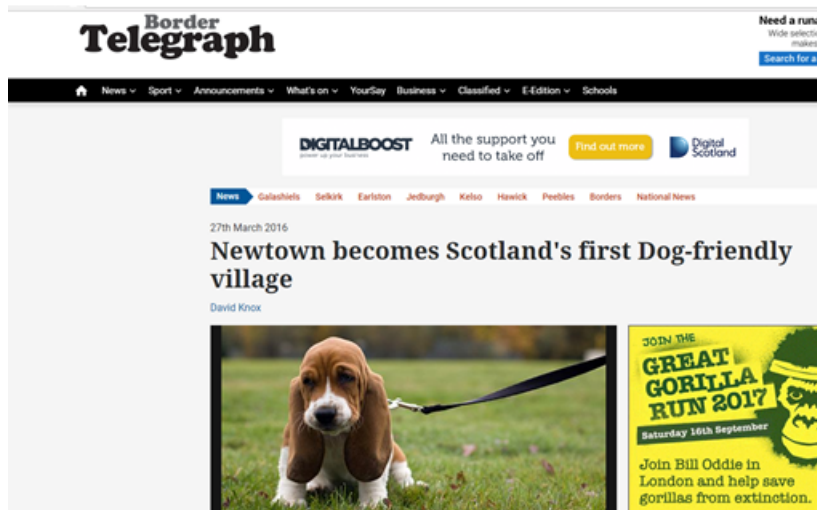 Border
Telegraph
Need a
Wide
makes
Search for a
News Sport Announcements What's on YourSay Business Classified E-Edition Schools
DIGITALBOOST
power up your business
All the support you
need to take off
Find out more
Digital
Scotland
News Galashiels Selkirk Earlston Jedburgh Kelso Hawick Peebles Borders National News
27th March 2016
Newtown becomes Scotland's first Dog-friendly
village
David Knox
JOIN THE
GREAT
GORILLA
RUN 2017
Saturday 16th September
Join Bill Oddie in
London and help save
gorillas from extinction.